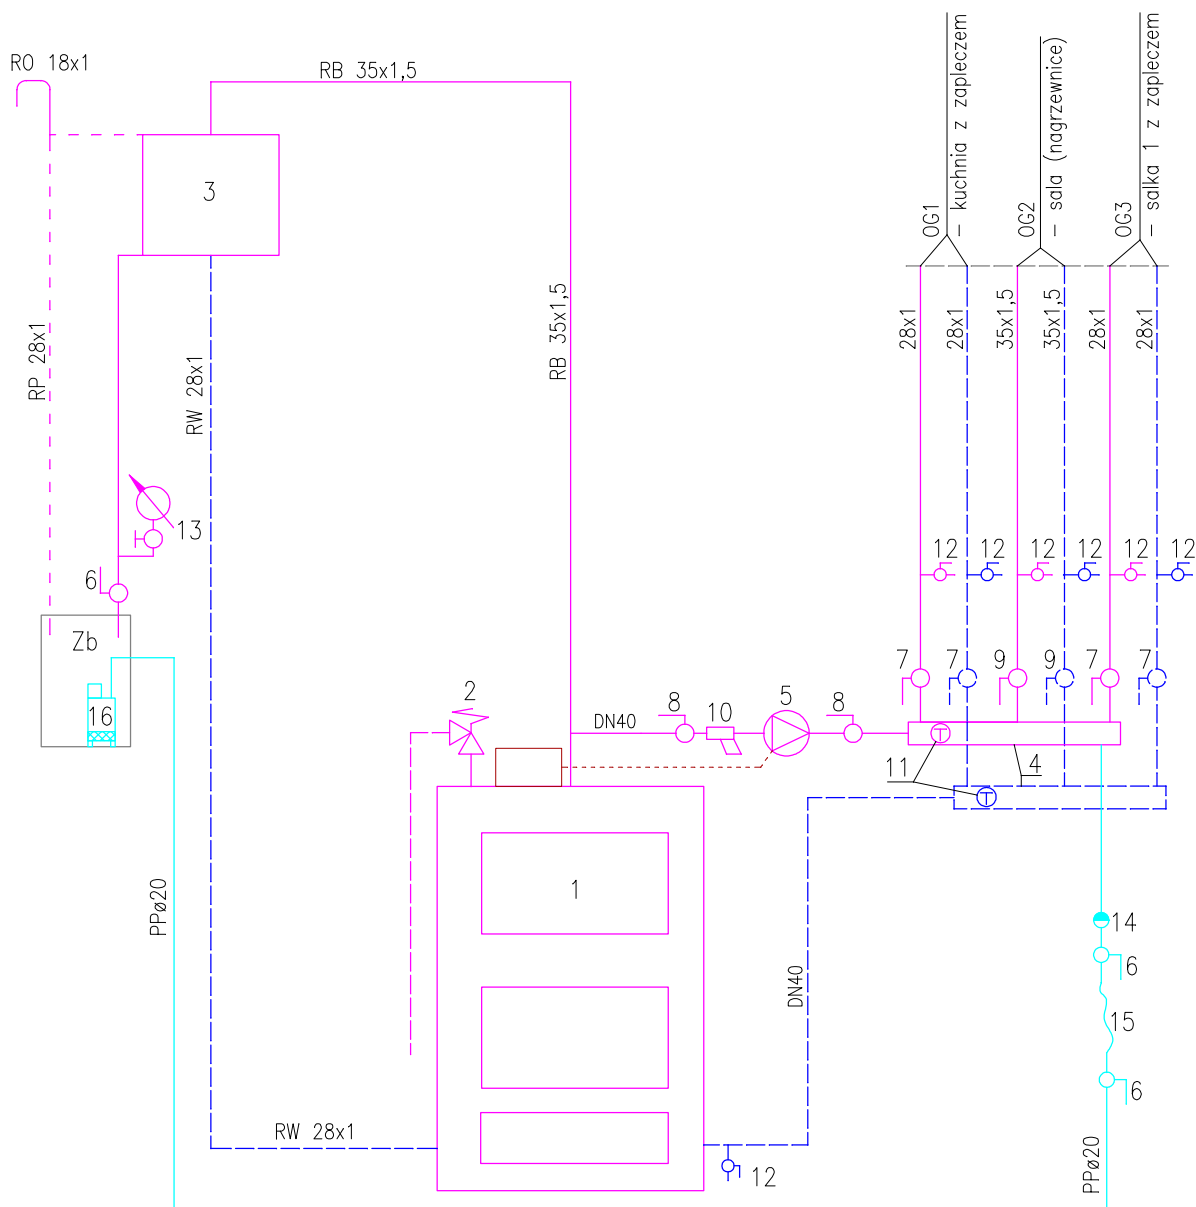 RO 18x1
RB 35x1,5
3
RP 28x1
RW 28x1
RB 35x1,5
OG1
- kuchnia z zapleczem
OG2
- sala (nagrzewnice)
OG3
- salka 1 z zapleczem
28x1
28x1
35x1,5
35x1,5
28x1
28x1
13
6
Zb
16
PPø20
12
12
12
12
12
12
7
7
9
9
7
7
2
DN40
8
10
5
8
T
11
4
T
1
DN40
14
6
15
6
PPø20
RW 28x1
12